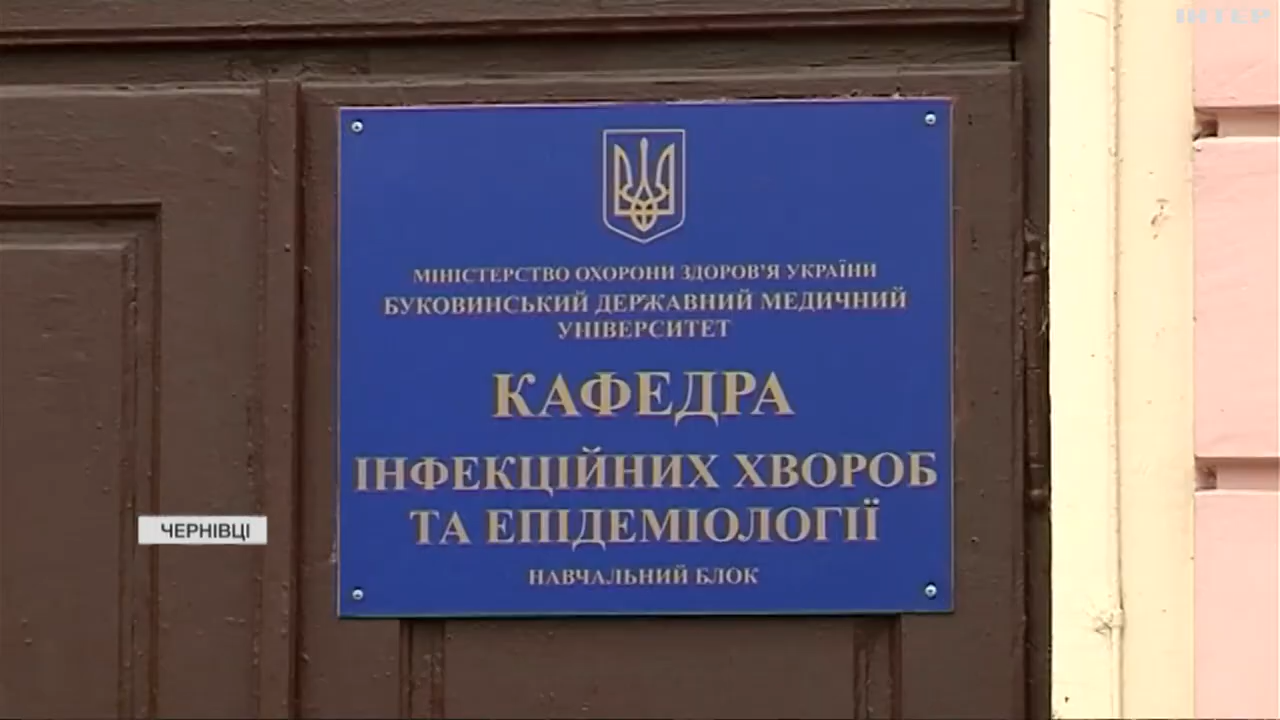 ІНТЕР
МІНІСТЕРСТВО ОХОРОНИ ЗДОРОВ'Я УКРАЇНИ
БУКОВИНСЬКИЙ ДЕРЖАВНИЙ МЕДИЧНИЙ
УНІВЕРСИТЕТ
КАФЕДРА
ІНФЕКЦІЙНИХ ХВОРОБ
ТА ЕПІДЕМІОЛОГІЇ
НАВЧАЛЬНИЙ БЛОК
ЧЕРНІВЦІ